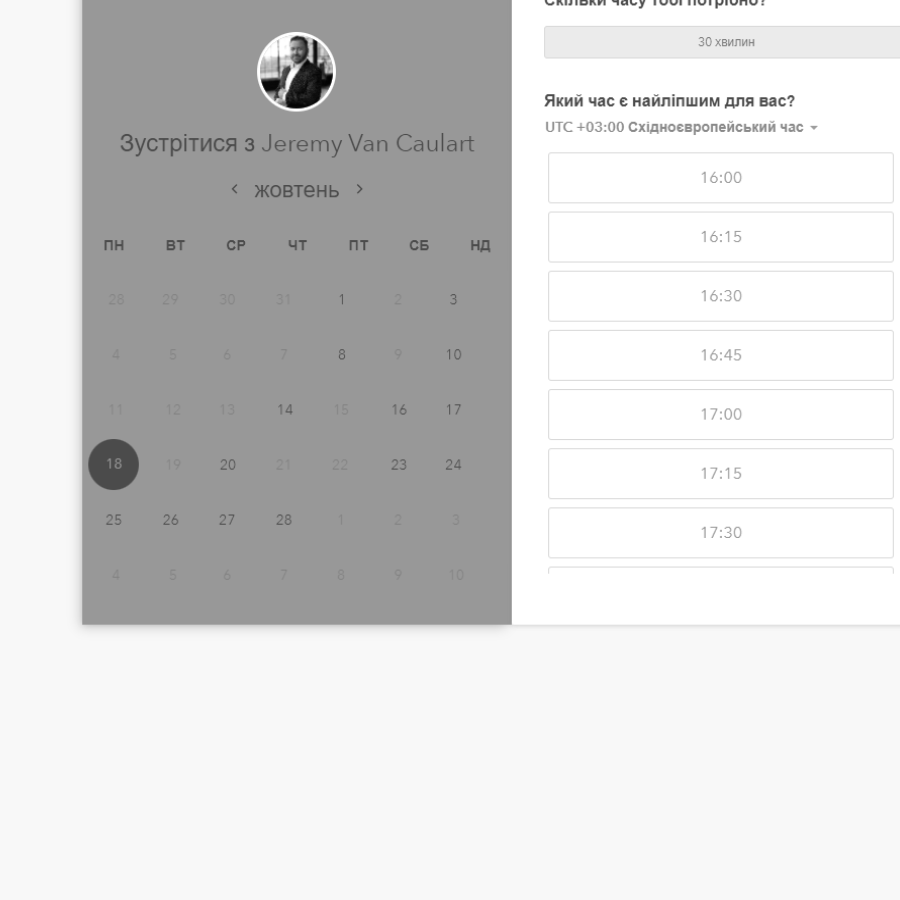 Зустрітися з Jeremy Van Caulart
жовтень
ПН ВТ СР ЧТ ПТ СБ НД
28 29 30 31 1 2 3
4 5 6 7 8 9 10
11 12 13 14 15 16 17
18 19 20 21 22 23 24
25 26 27 28 1 2 3
4 5 6 7 8 9 10
Скільки часу тобі потрібно?
30 хвилин
Який час є найліпшим для вас?
UTC +03:00 Східноєвропейський час
16:00
16:15
16:30
16:45
17:00
17:15
17:30